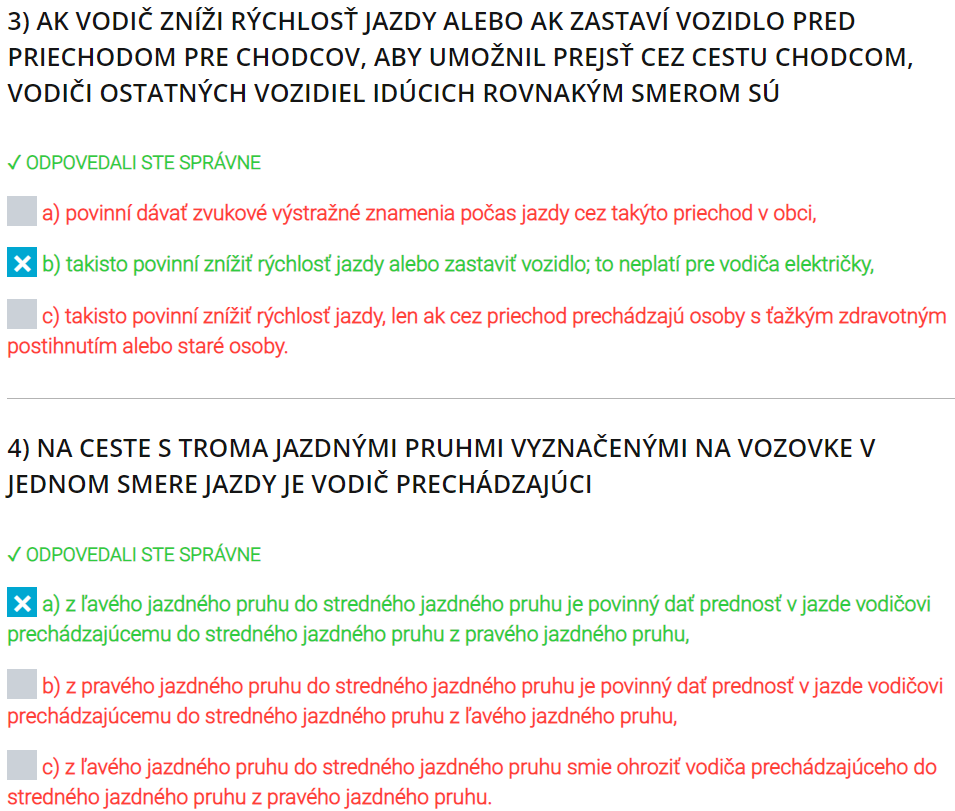 3) AK VODIČ ZNÍŽI RÝCHLOSŤ JAZDY ALEBO AK ZASTAVÍ VOZIDLO PRED
PRIECHODOM PRE CHODCOV, ABY UMOŽNIL PREJSŤ CEZ CESTU CHODCOM,
VODIČI OSTATNÝCH VOZIDIEL IDÚCICH ROVNAKÝM SMEROM SÚ
✓ ODPOVEDALI STE SPRÁVNE
a) povinní dávať zvukové výstražné znamenia počas jazdy cez takýto priechod v obci,
b) takisto povinní znížiť rýchlosť jazdy alebo zastaviť vozidlo; to neplatí pre vodiča električky,
c) takisto povinní znížiť rýchlosť jazdy, len ak cez priechod prechádzajú osoby s ťažkým zdravotným
postihnutím alebo staré osoby.
4) NA CESTE S TROMA JAZDNÝMI PRUHMI VYZNAČENÝMI NA VOZOVKE V
JEDNOM SMERE JAZDY JE VODIČ PRECHÁDZAJÚCI
✓ ODPOVEDALI STE SPRÁVNE
a) z ľavého jazdného pruhu do stredného jazdného pruhu je povinný dať prednosť v jazde vodičovi
prechádzajúcemu do stredného jazdného pruhu z pravého jazdného pruhu,
b) z pravého jazdného pruhu do stredného jazdného pruhu je povinný dať prednosť v jazde vodičovi
prechádzajúcemu do stredného jazdného pruhu z ľavého jazdného pruhu,
c) z ľavého jazdného pruhu do stredného jazdného pruhu smie ohroziť vodiča prechádzajúceho do
stredného jazdného pruhu z pravého jazdného pruhu.